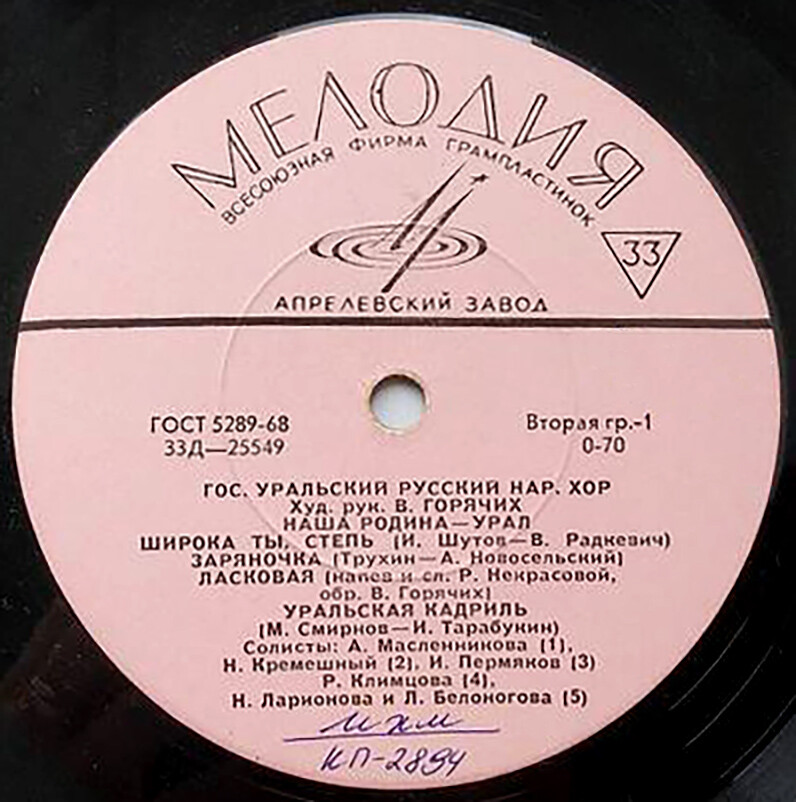 МЕЛОДИЯ
ВСЕСОЮЗНАЯ ФИРМА ГРАМПЛАСТИНОК
33
АПРЕЛЕВСКИЙ ЗАВОД
ГОСТ 5289-68 Вторая гр.-1
33Д—25549 0-70
ГОС. УРАЛЬСКИЙ РУССКИЙ НАР. ХОР
Худ. рук. В. ГОРЯЧИХ
НАША РОДИНА—УРАЛ
ШИРОКА ТЫ, СТЕПЬ (И. Шутов—В. Радкевич)
ЗАРЯНОЧКА (Трухин—А. Новосельский)
ЛАСКОВАЯ (напев и сл. Р. Некрасовой,
обр. В. Горячих)
УРАЛЬСКАЯ КАДРИЛЬ
(М. Смирнов—И. Тарабукин)
Солисты: А. Масленникова (1),
Н. Кремешный (2), И. Пермяков (3)
Р. Климцова (4),
Н. Ларионова и Л. Белоногова (5)
ихм
КП-2894